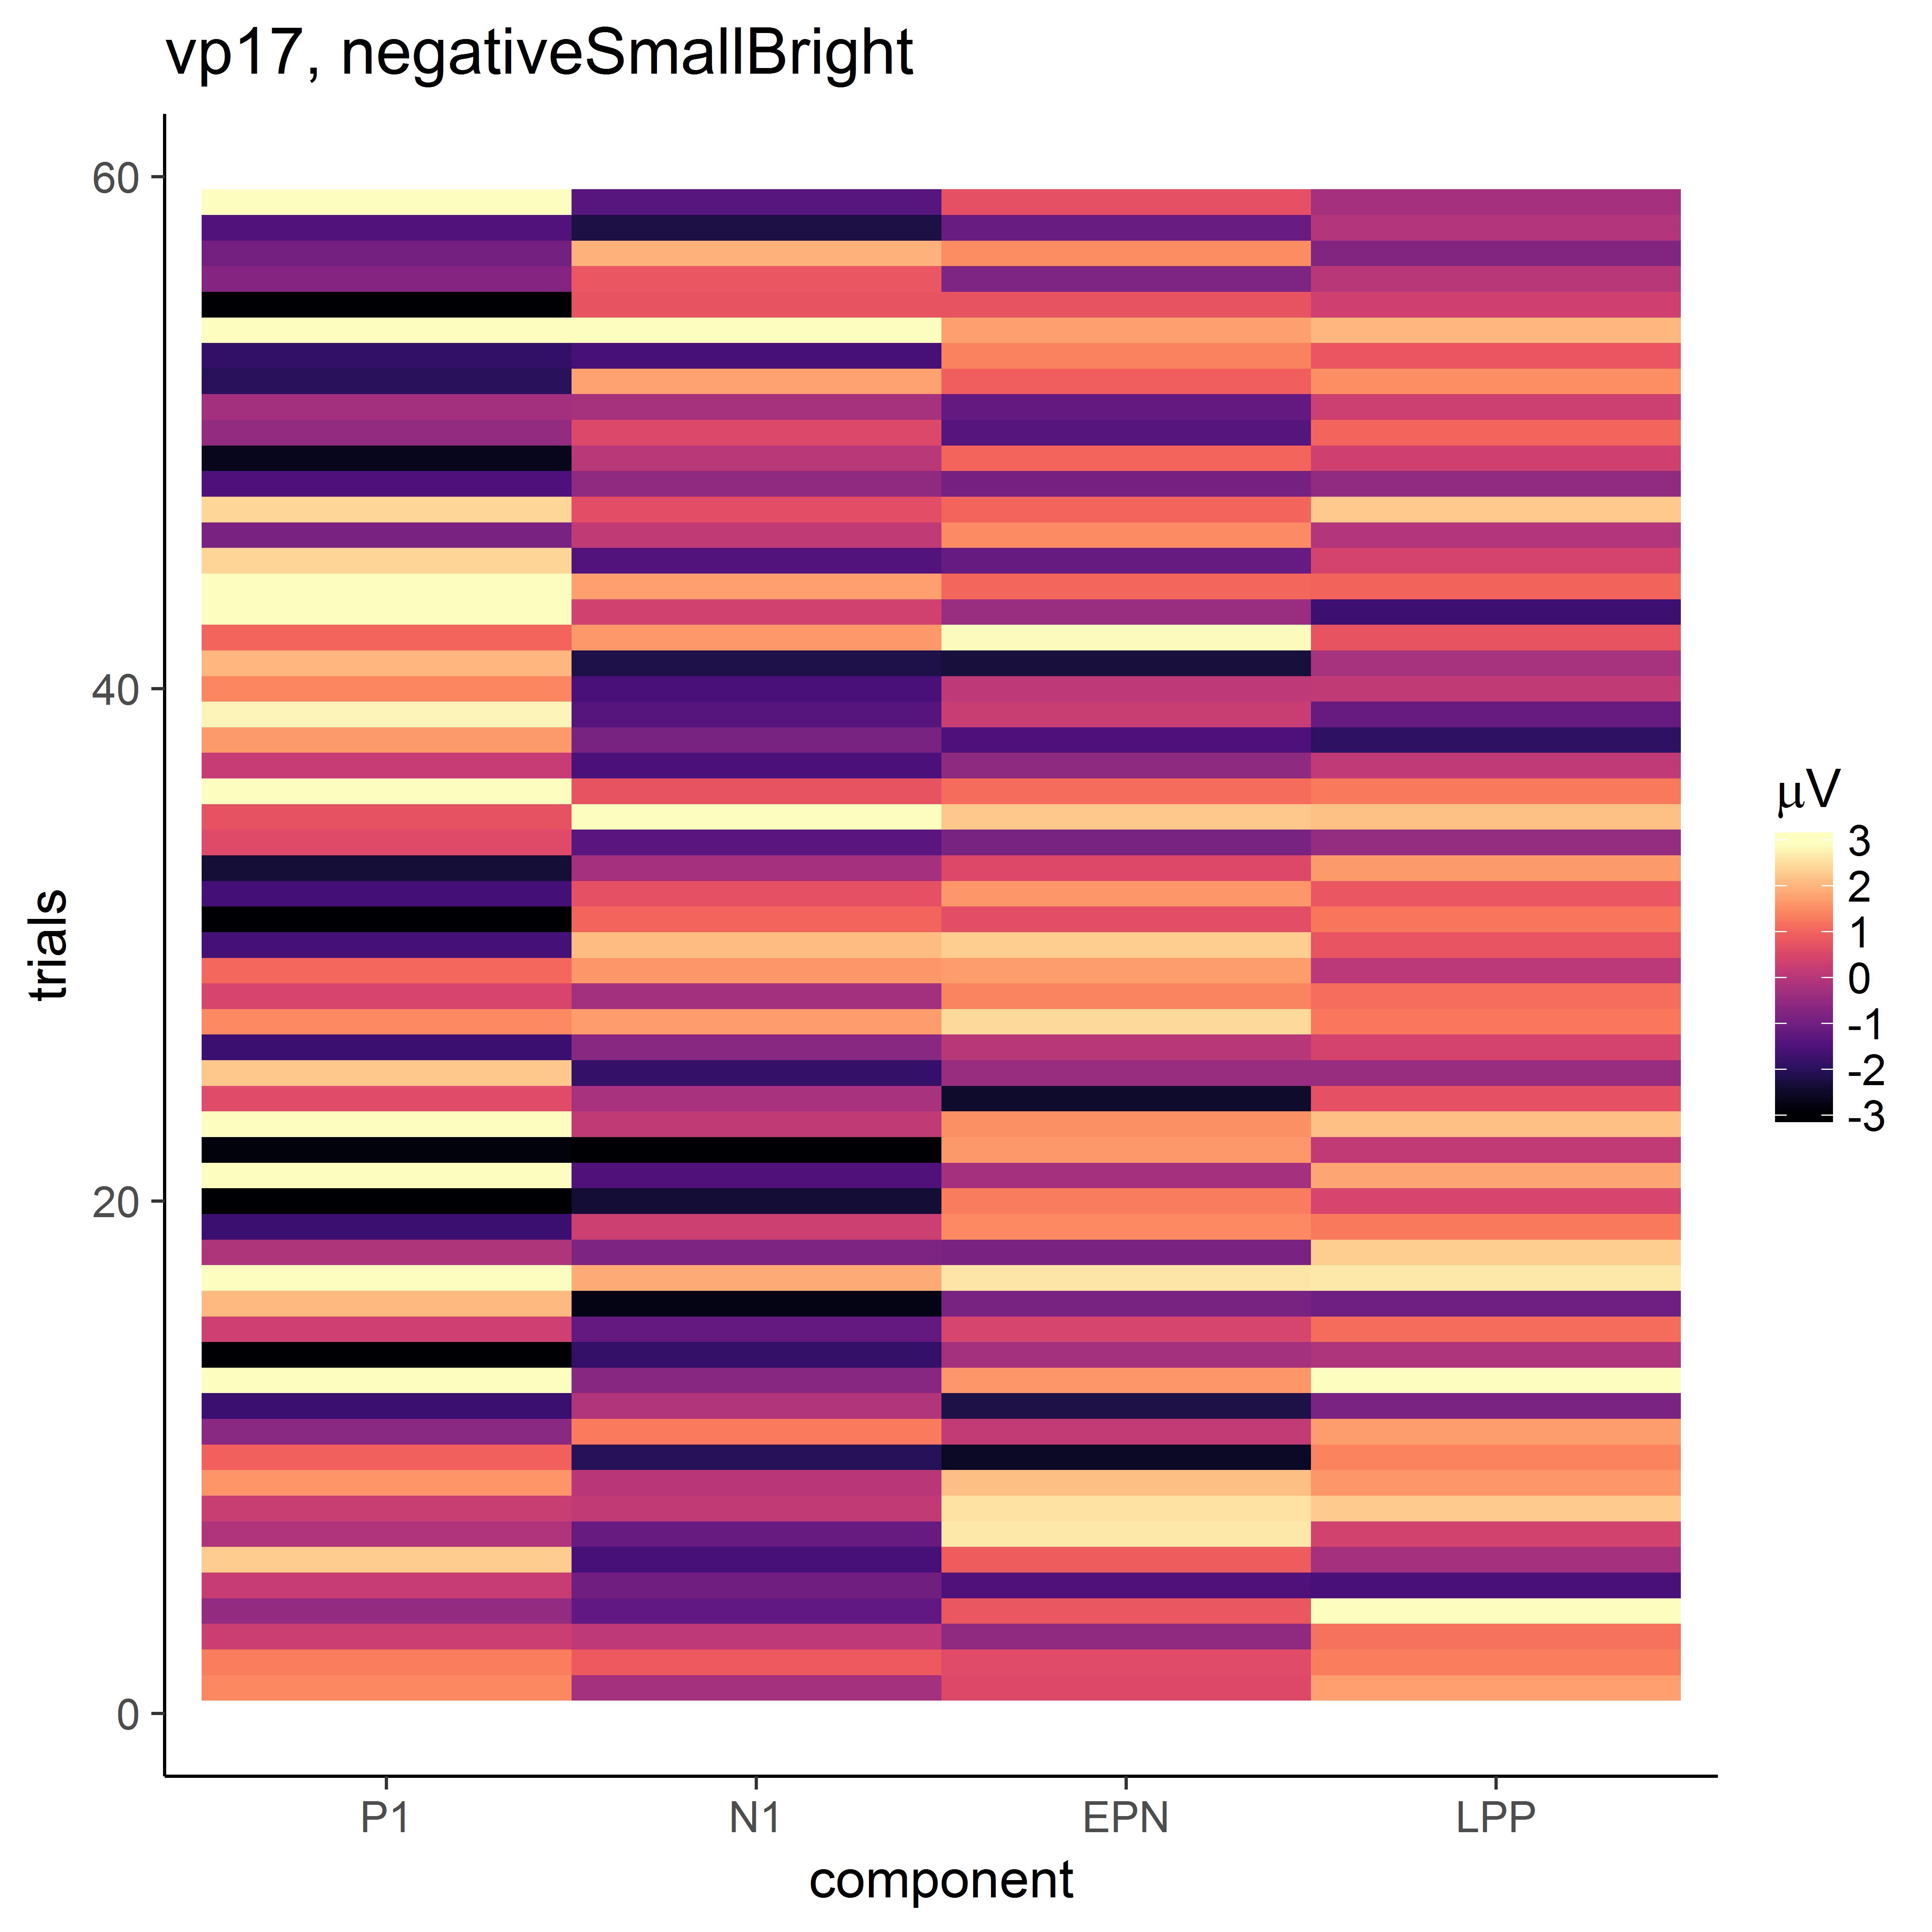 vp17, negativeSmallBright
60
40
20
0
trials
P1
N1
EPN
LPP
component
μV
3
2
1
0
-1
-2
-3